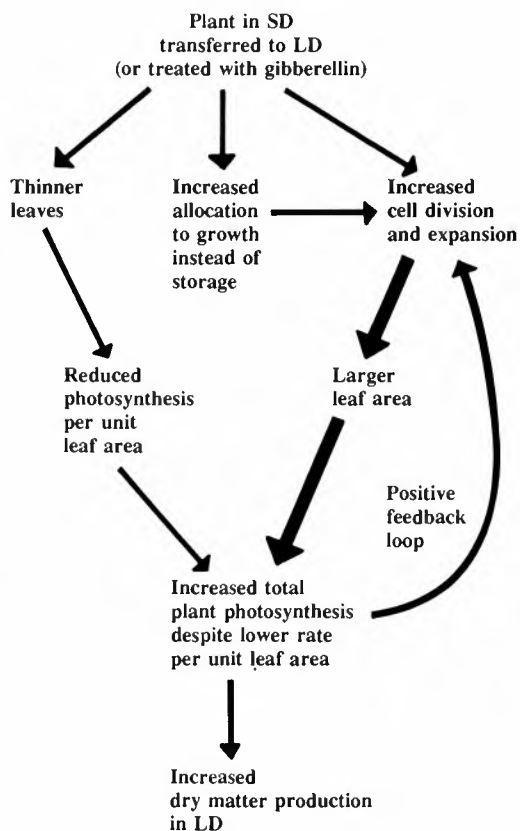 Plant in SD
transferred to LD
(or treated with gibberellin)
Thinner
leaves
Increased
allocation
to growth
instead of
storage
Increased
cell division
and expansion
Reduced
photosynthesis
per unit
leaf area
Larger
leaf area
Positive
feedback
loop
Increased total
plant photosynthesis
despite lower rate
per unit leaf area
Increased
dry matter production
in LD